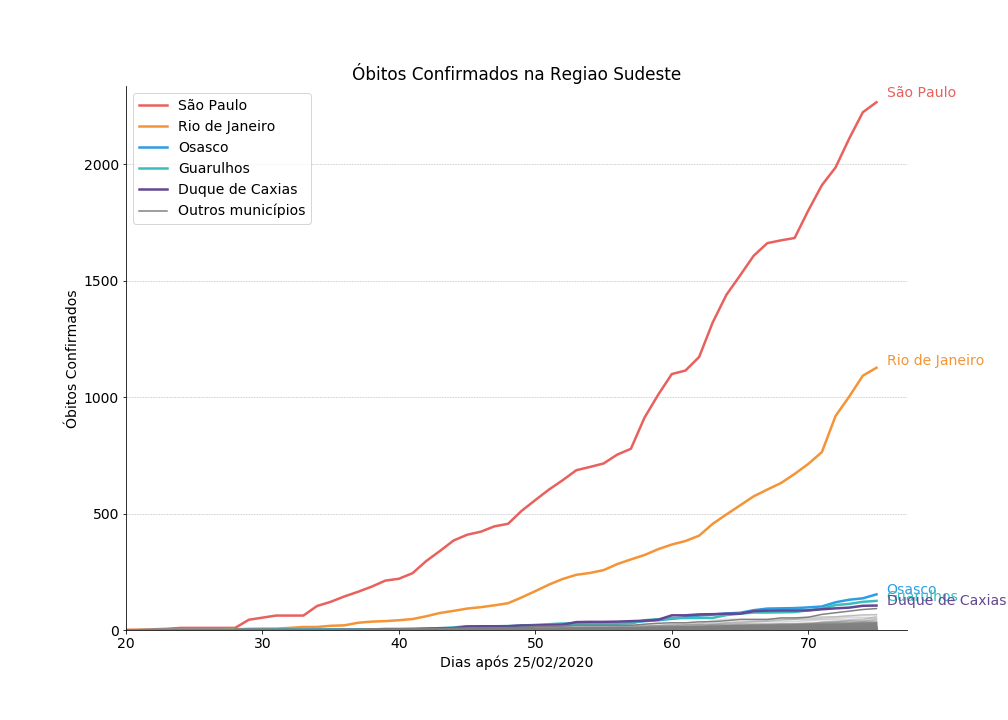 Óbitos Confirmados na Regiao Sudeste
São Paulo
Rio de Janeiro
Osasco
Guarulhos
Duque de Caxias
Outros municípios
Óbitos Confirmados
2000
1500
1000
500
0
20
30
40
50
60
70
Dias após 25/02/2020
São Paulo
Rio de Janeiro
Osasco
Guarulhos
Duque de Caxias